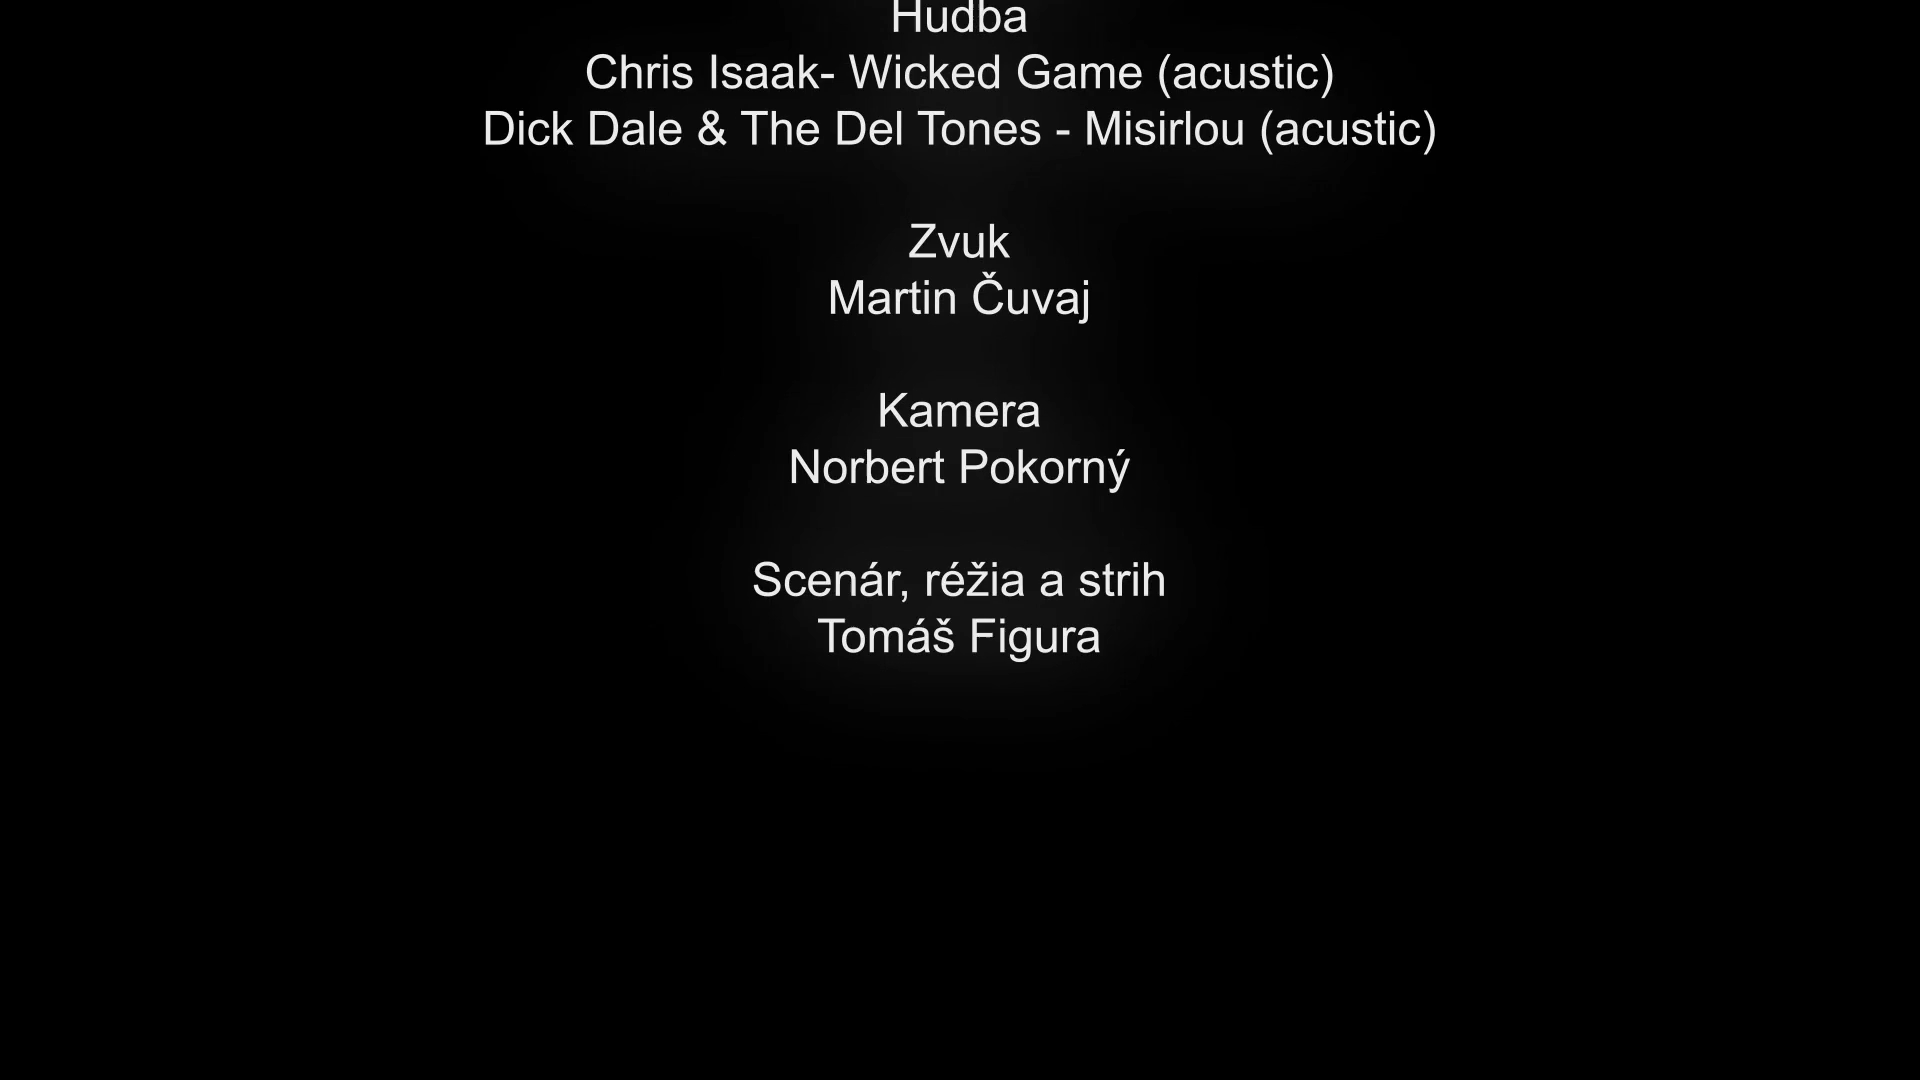 Hudba
Chris Isaak- Wicked Game (acustic)
Dick Dale & The Del Tones - Misirlou (acustic)
Zvuk
Martin Čuvaj
Kamera
Norbert Pokorný
Scenár, réžia a strih
Tomáš Figura